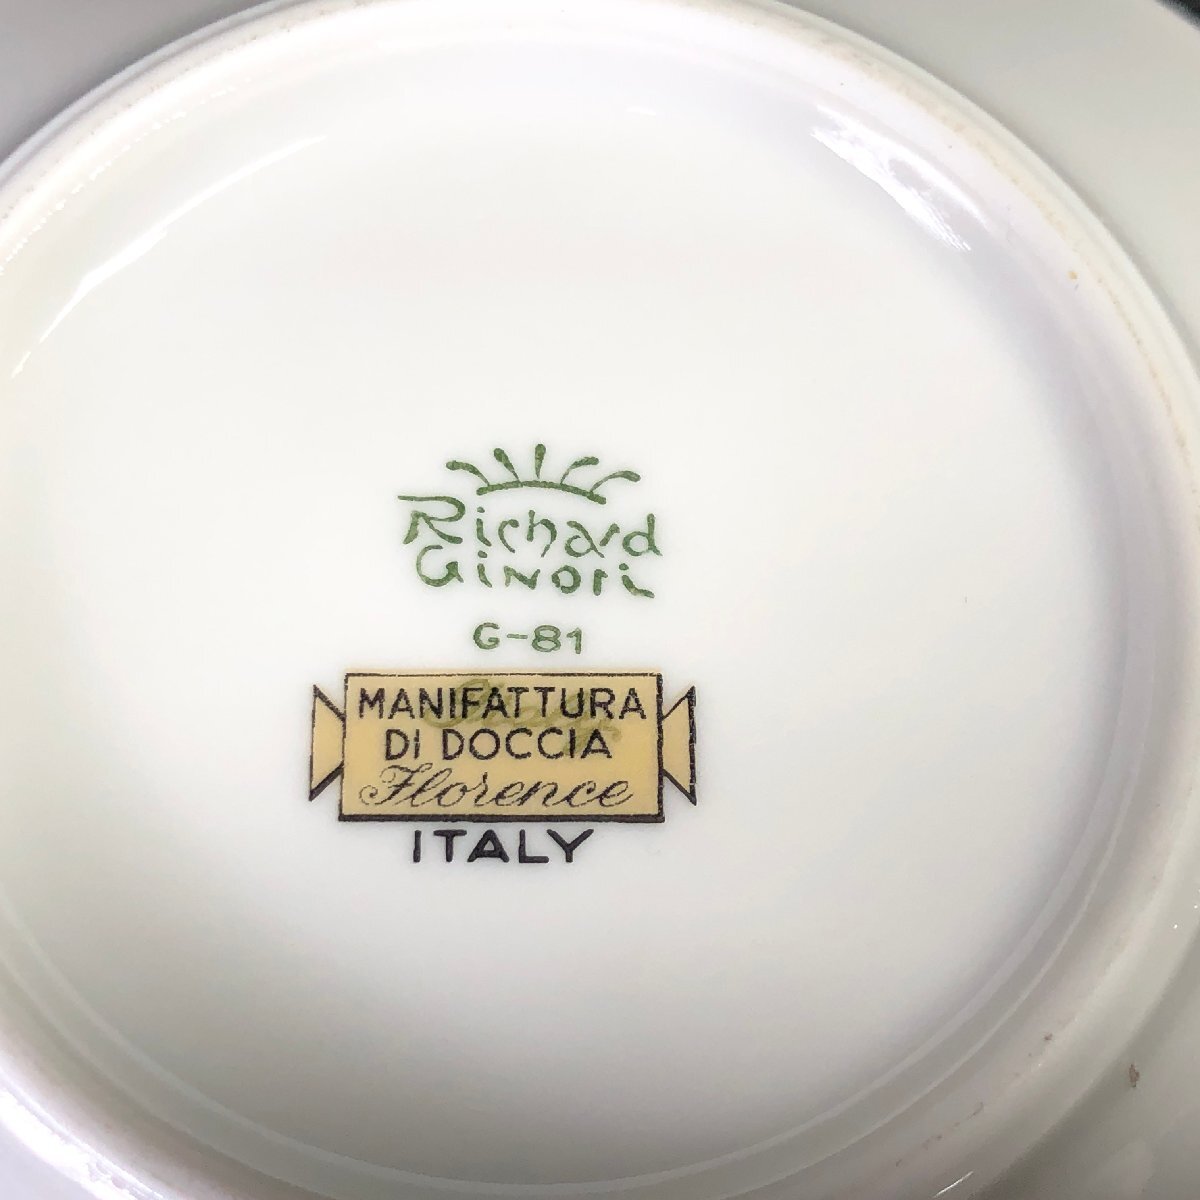 Richard
GiNori
G-81
MANIFATTURA
DI DOCCIA
Florence
ITALY